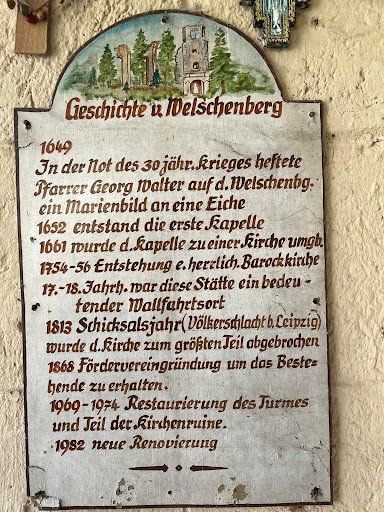 Geschichte v. Welschenberg
1649
In der Not des 30 jähr. Krieges heftete
Pfarrer Georg Walter auf d. Welschenbg.
ein Marienbild an eine Eiche
1652 entstand die erste Kapelle
1661 wurde d. Kapelle zu einer Kirche umgb.
1754-56 Entstehung e. herrlich. Barockkirche
17.-18. Jahrh. war diese Stätte ein bedeu-
tender Wallfahrtsort
1813 Schicksalsjahr (Völkerschlacht b. Leipzig)
wurde d. Kirche zum größten Teil abgebrochen
1868 Fördervereingründung um das Beste-
hende zu erhalten.
1969-1974 Restaurierung des Turmes
und Teil der Kirchenruine.
1982 neue Renovierung